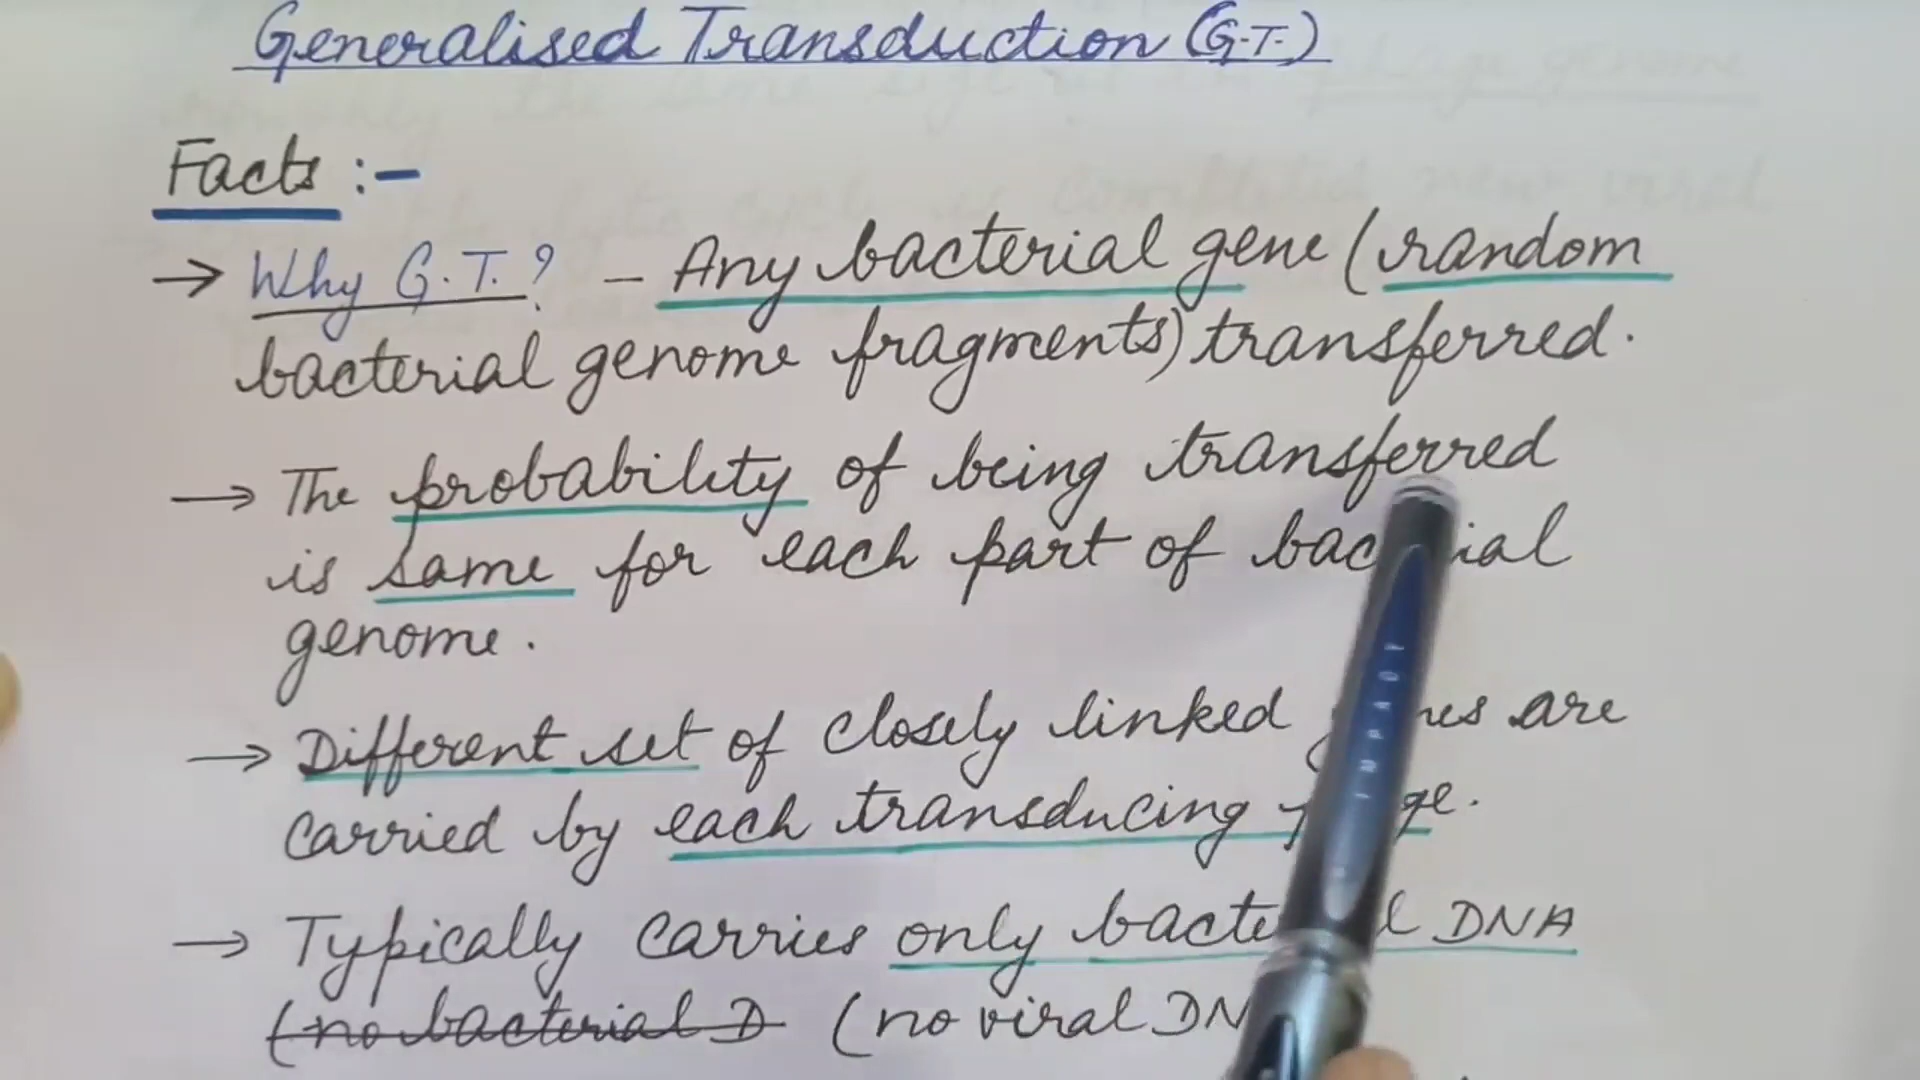 Generalised Transduction (G.T.)
Facts :-
→ Why G.T.? - Any bacterial gene (random
bacterial genome fragments) transferred.
→ The probability of being transferred
is same for each part of bac ial
genome.
→ Different set of closely linked nes are
carried by each transducing ge.
→ Typically carries only bacte l DNA
(no bacterial D (no viral DN